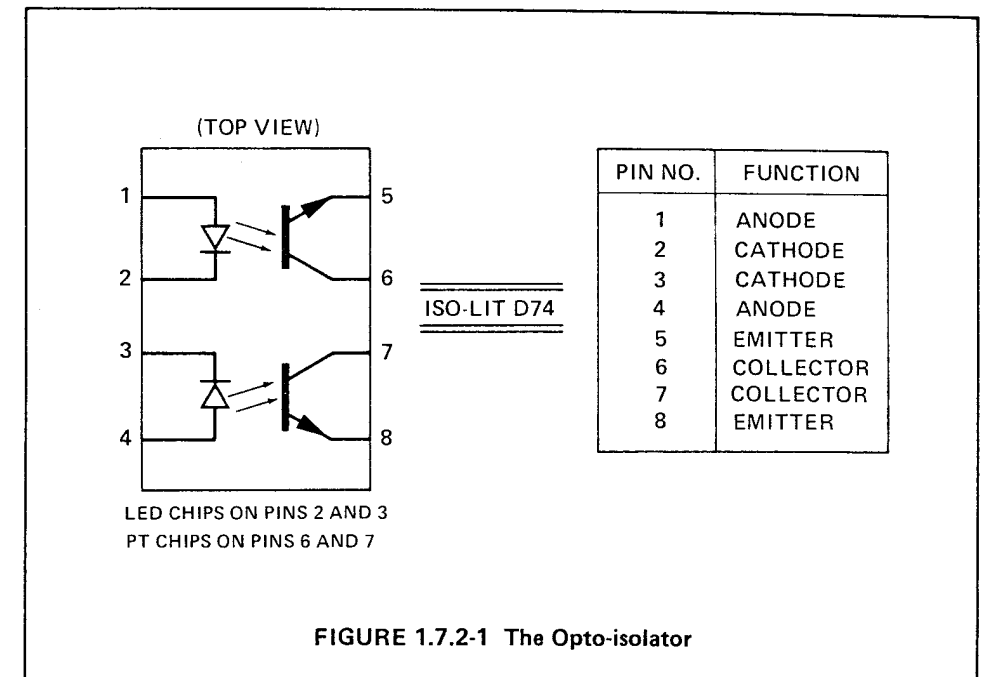 (TOP VIEW)
1
2
3
4
5
6
7
8
ISO-LIT D74
LED CHIPS ON PINS 2 AND 3
PT CHIPS ON PINS 6 AND 7
PIN NO. FUNCTION
1 ANODE
2 CATHODE
3 CATHODE
4 ANODE
5 EMITTER
6 COLLECTOR
7 COLLECTOR
8 EMITTER
FIGURE 1.7.2-1 The Opto-isolator